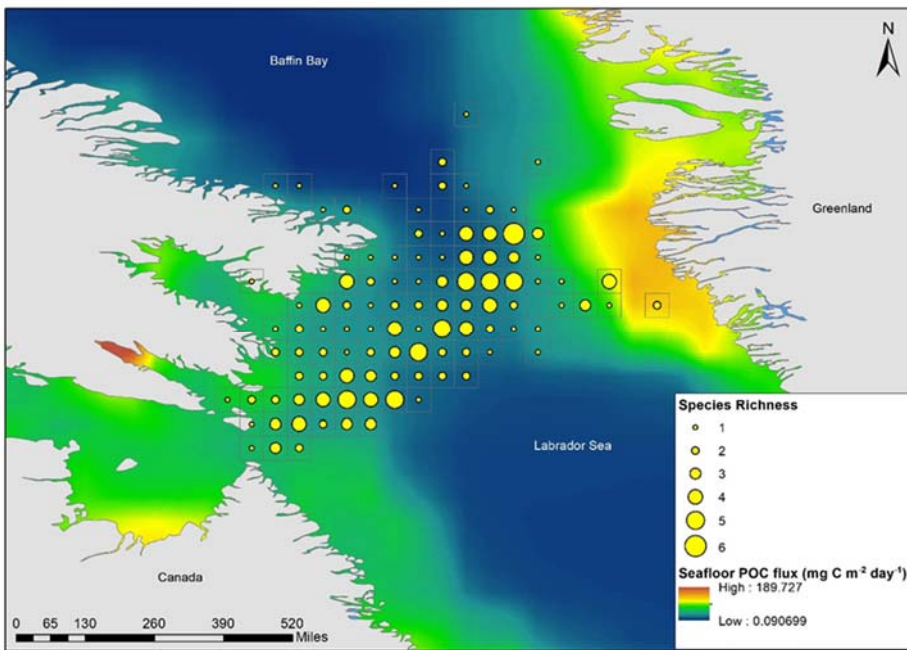 Baffin Bay
N
Greenland
Labrador Sea
Canada
0 65 130 260 390 520
Miles
Species Richness
1
2
3
4
5
6
Seafloor POC flux (mg C m⁻² day⁻¹)
High : 189.727
Low : 0.090699